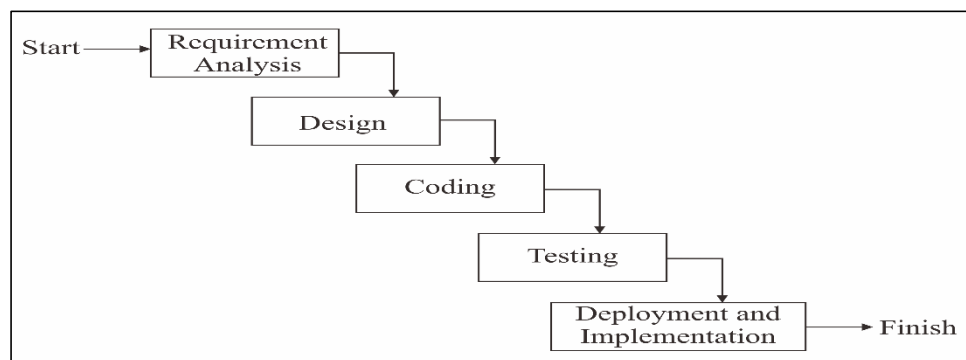 Start
Requirement
Analysis
Design
Coding
Testing
Deployment and
Implementation
Finish